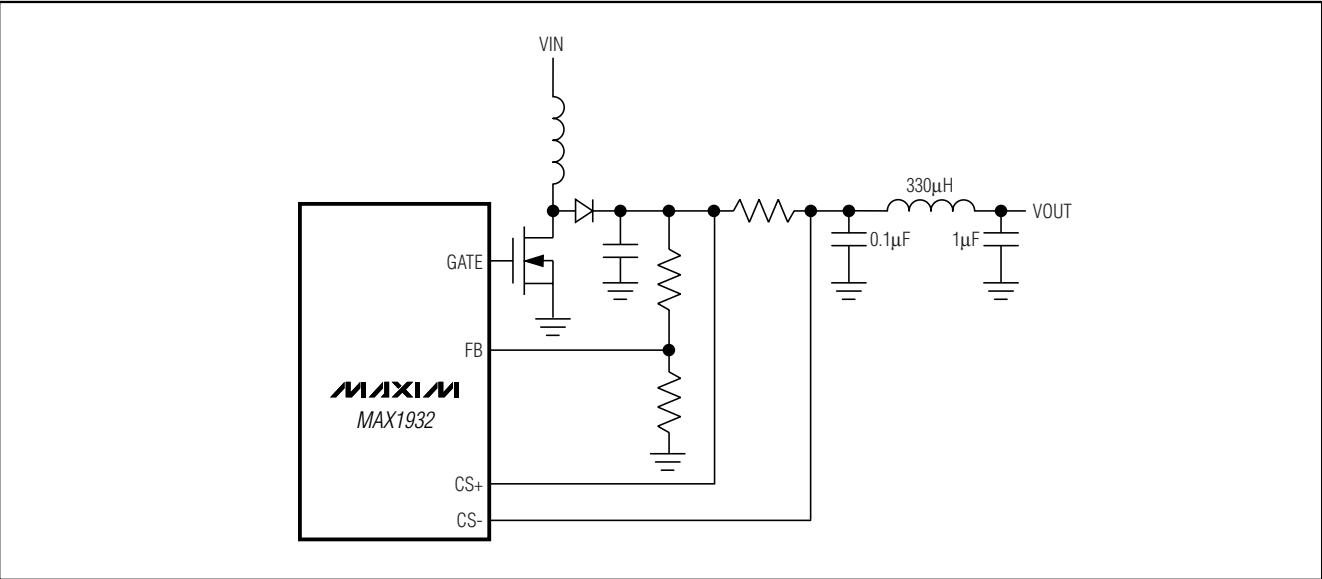 VIN
330µH
VOUT
0.1µF
1µF
GATE
FB
MAXIM
MAX1932
CS+
CS-